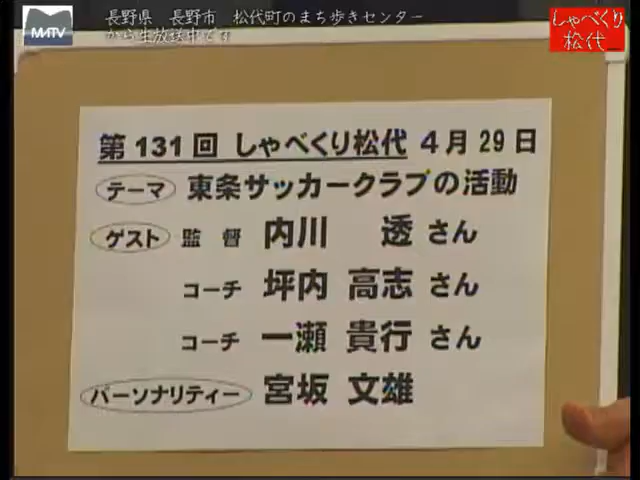 長野県 長野市 松代町のまち歩きセンター
から生放送中です
MATV
しゃべくり
松代
第131回 しゃべくり松代 4月29日
テーマ 東条サッカークラブの活動
ゲスト 監督 内川 透さん
コーチ 坪内 高志さん
コーチ 一瀬 貴行さん
パーソナリティー 宮坂 文雄